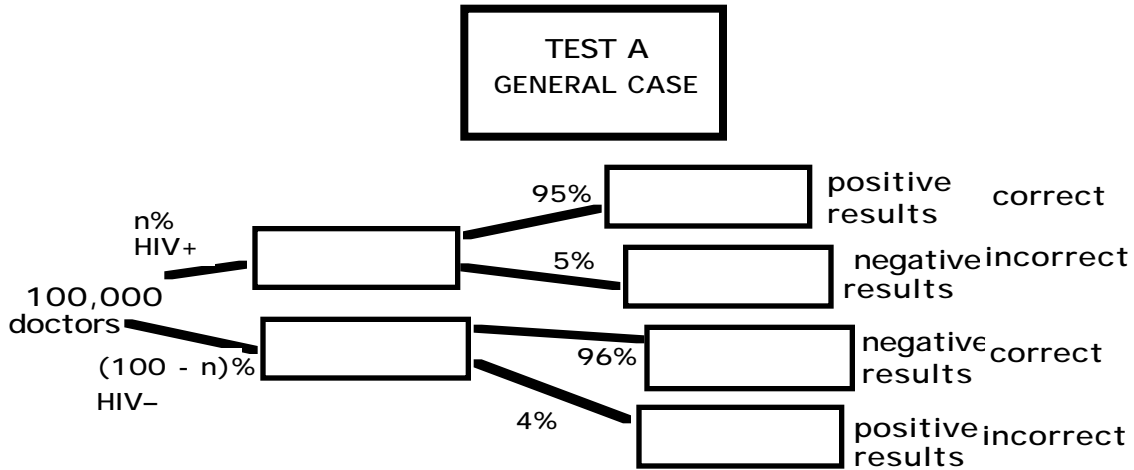 TEST A
GENERAL CASE
n%
HIV+
100,000
doctors
(100 - n)%
HIV–
95%
positive
results
correct
5%
negative
results
incorrect
96%
negative
results
correct
4%
positive
results
incorrect